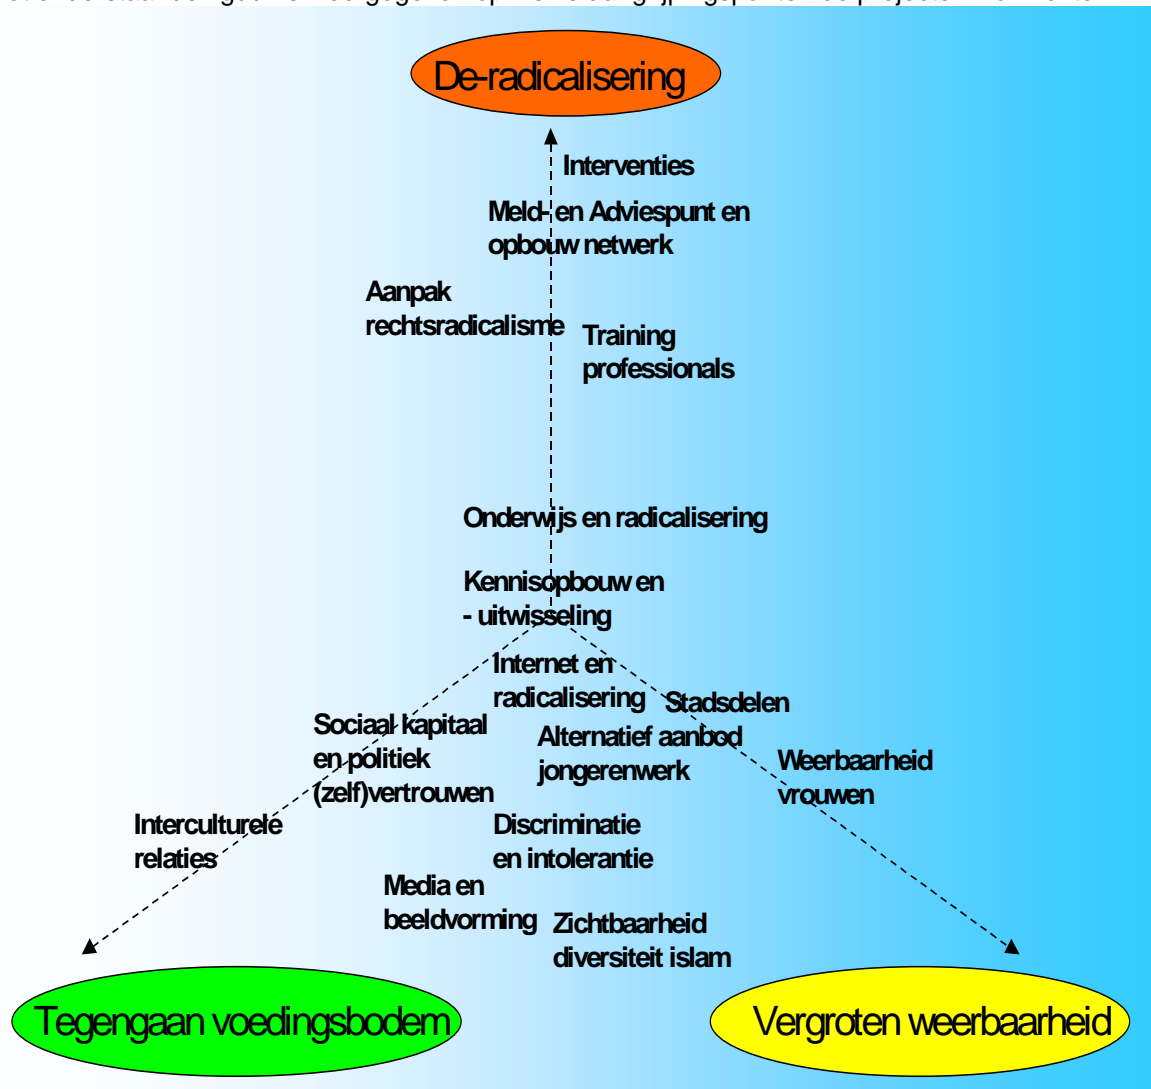 De-radicalisering
Interventies
Meld- en Adviespunt en
opbouw netwerk
Aanpak
rechtsradicalisme
Training
professionals
Onderwijs en radicalisering
Kennisopbouw en
- uitwisseling
Internet en
radicalisering
Stadsdelen
Sociaal kapitaal
en politiek
(zelf)vertrouwen
Alternatief aanbod
jongerenwerk
Weerbaarheid
vrouwen
Interculturele
relaties
Discriminatie
en intolerantie
Media en
beeldvorming
Zichtbaarheid
diversiteit islam
Tegengaan voedingsbodem
Vergroten weerbaarheid